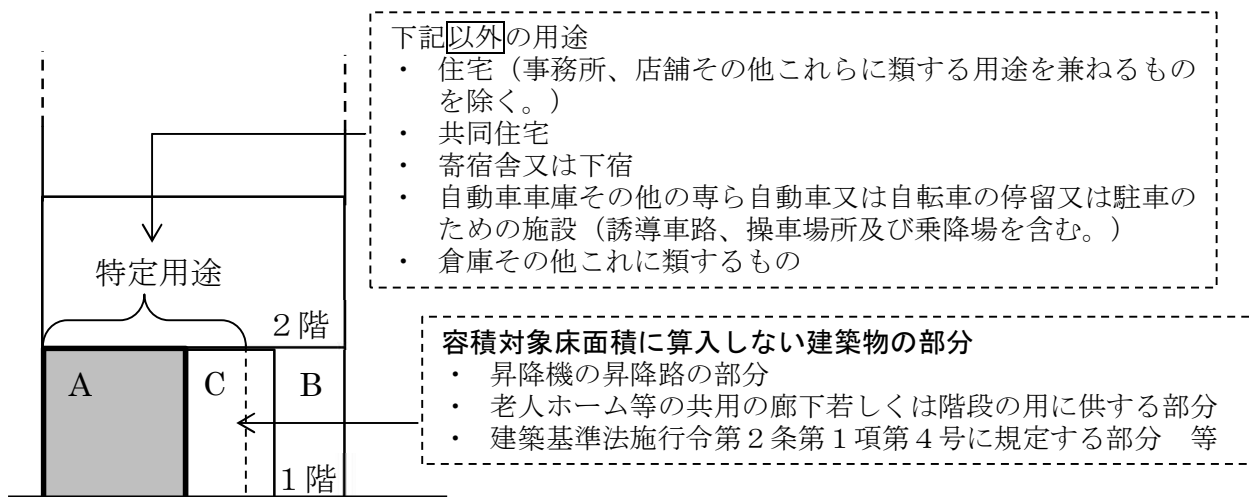 下記以外の用途
・ 住宅（事務所、店舗その他これらに類する用途を兼ねるもの
を除く。）
・ 共同住宅
・ 寄宿舎又は下宿
・ 自動車車庫その他の専ら自動車又は自転車の停留又は駐車の
ための施設（誘導車路、操車場所及び乗降場を含む。）
・ 倉庫その他これに類するもの
特定用途
２階
容積対象床面積に算入しない建築物の部分
・ 昇降機の昇降路の部分
・ 老人ホーム等の共用の廊下若しくは階段の用に供する部分
・ 建築基準法施行令第２条第１項第４号に規定する部分　等
A
C
B
１階